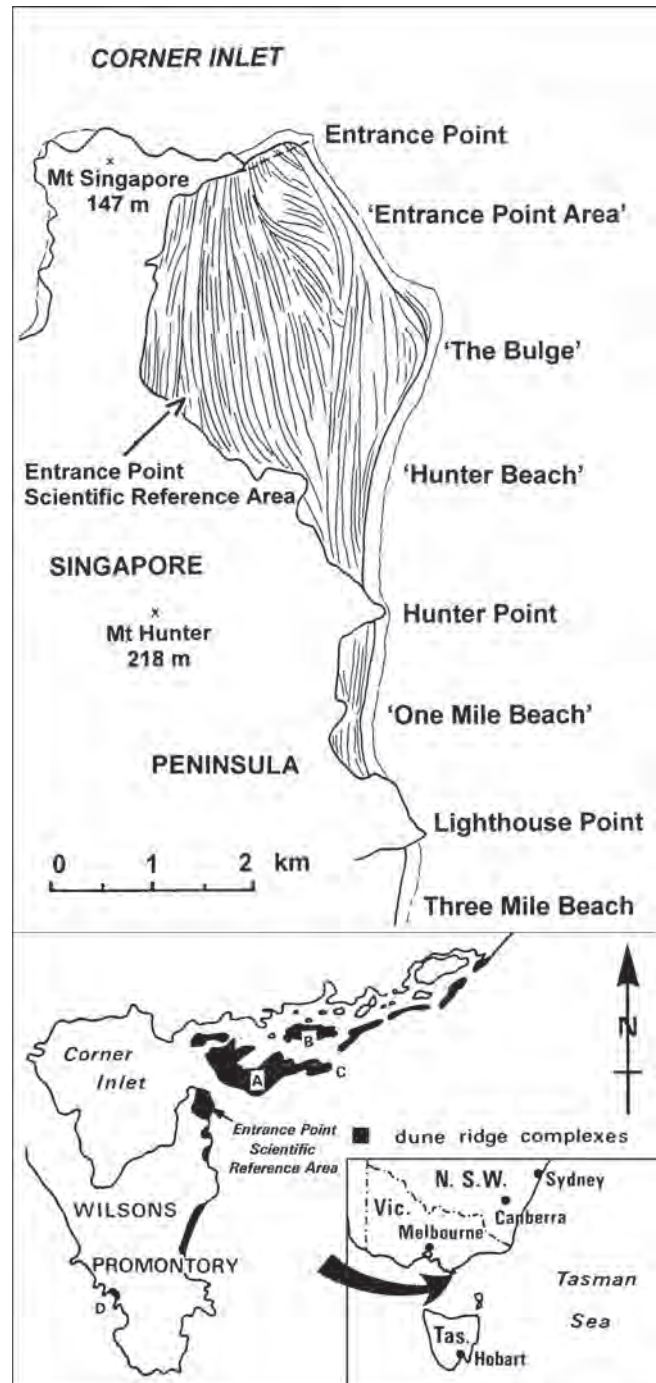 CORNER INLET
Entrance Point
Mt Singapore
147 m
'Entrance Point Area'
'The Bulge'
Entrance Point
Scientific Reference Area
'Hunter Beach'
SINGAPORE
Mt Hunter
218 m
Hunter Point
'One Mile Beach'
PENINSULA
Lighthouse Point
0 1 2 km
Three Mile Beach
Corner
Inlet
A
B
C
N
Entrance Point
Scientific
Reference Area
dune ridge complexes
WILSONS
PROMONTORY
D
N. S.W.
Sydney
Vic.
Canberra
Melbourne
Tasman
Sea
Tas.
Hobart